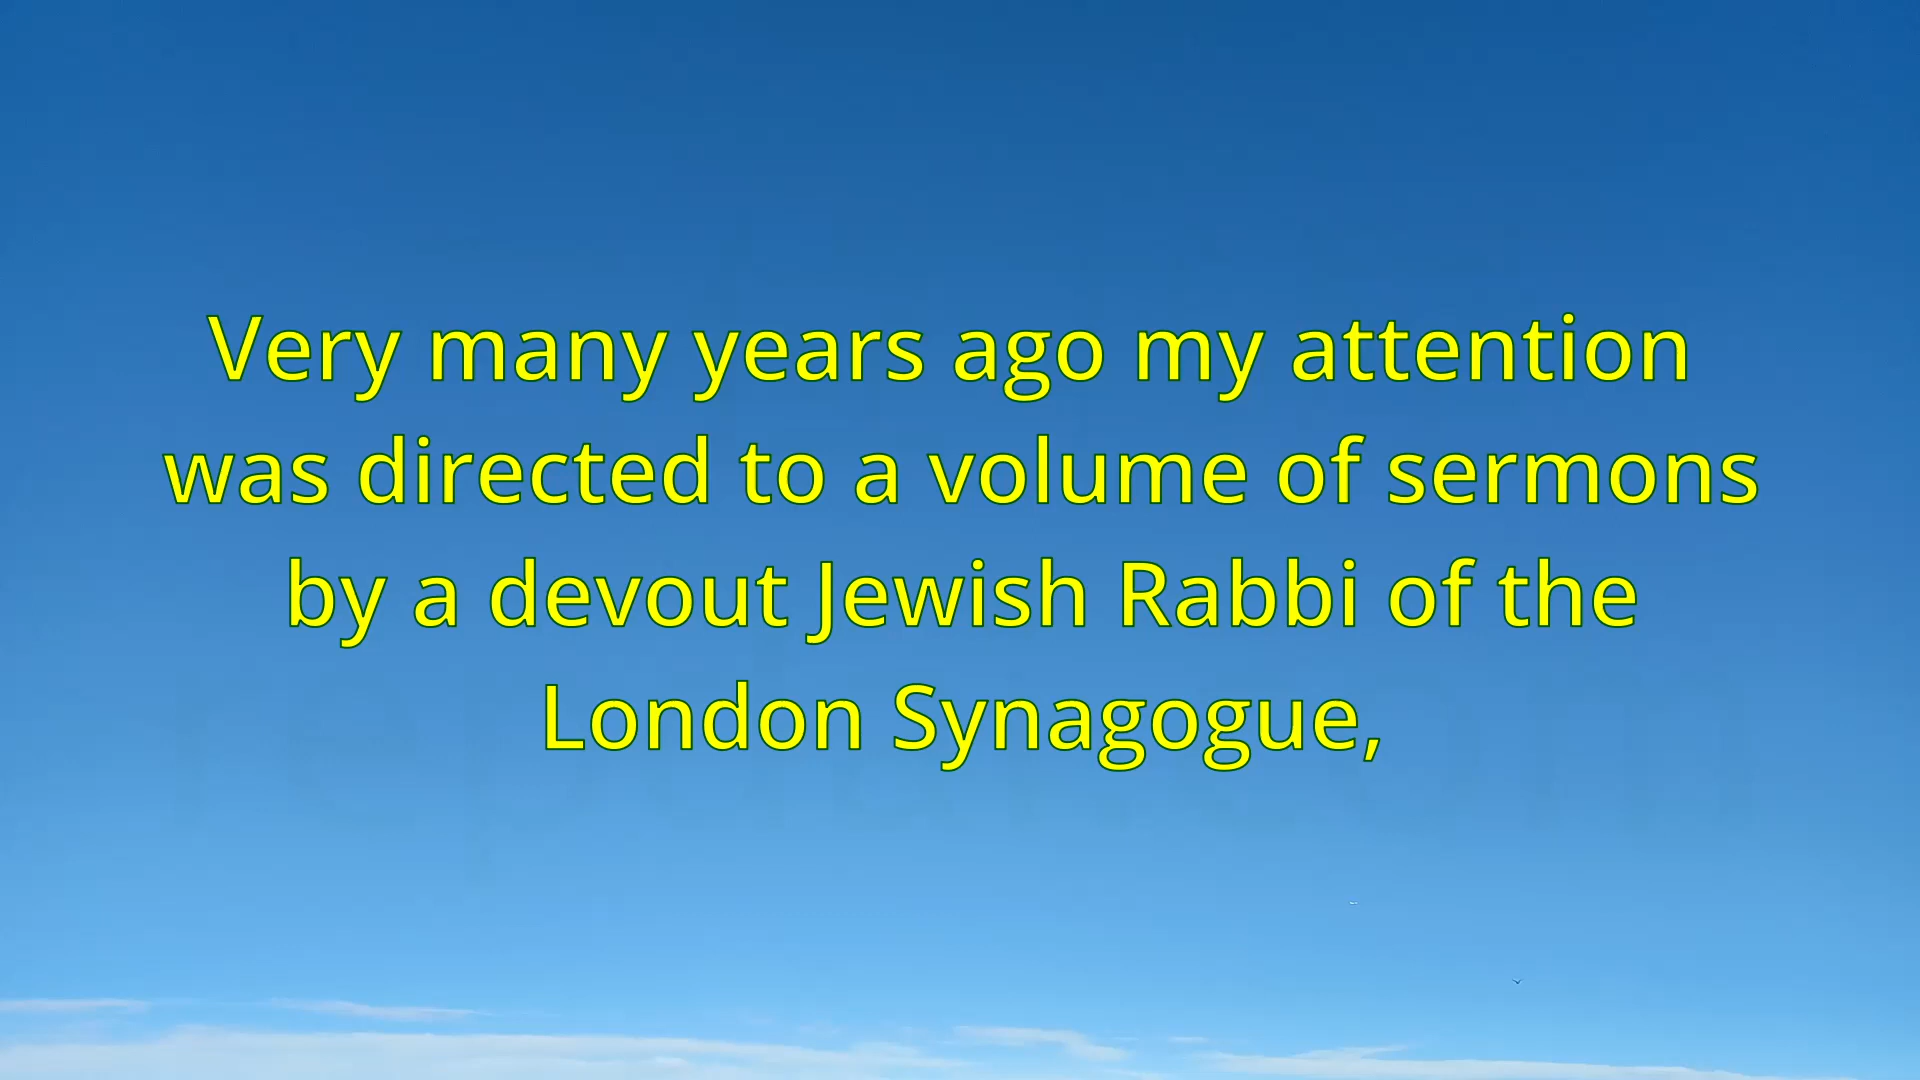 Very many years ago my attention
was directed to a volume of sermons
by a devout Jewish Rabbi of the
London Synagogue,